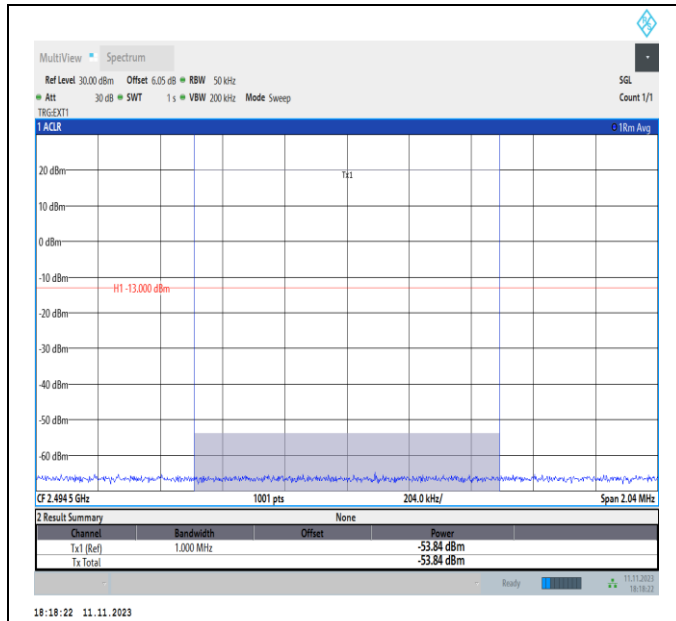 MultiView Spectrum
Ref Level 30.00 dBm Offset 6.05 dB RBW 50 kHz SGL
Att 30 dB SWT 1 s VBW 200 kHz Mode Sweep Count 1/1
TRG:EXT1
1 ACLR 1Rm Avg
20 dBm
Tx1
10 dBm
0 dBm
-10 dBm
H1 -13.000 dBm
-20 dBm
-30 dBm
-40 dBm
-50 dBm
-60 dBm
CF 2.494 5 GHz 1001 pts 204.0 kHz/ Span 2.04 MHz
2 Result Summary None
Channel Bandwidth Offset Power
Tx1 (Ref) 1.000 MHz -53.84 dBm
Tx Total -53.84 dBm
Ready 11.11.2023
18:18:22
18:18:22 11.11.2023